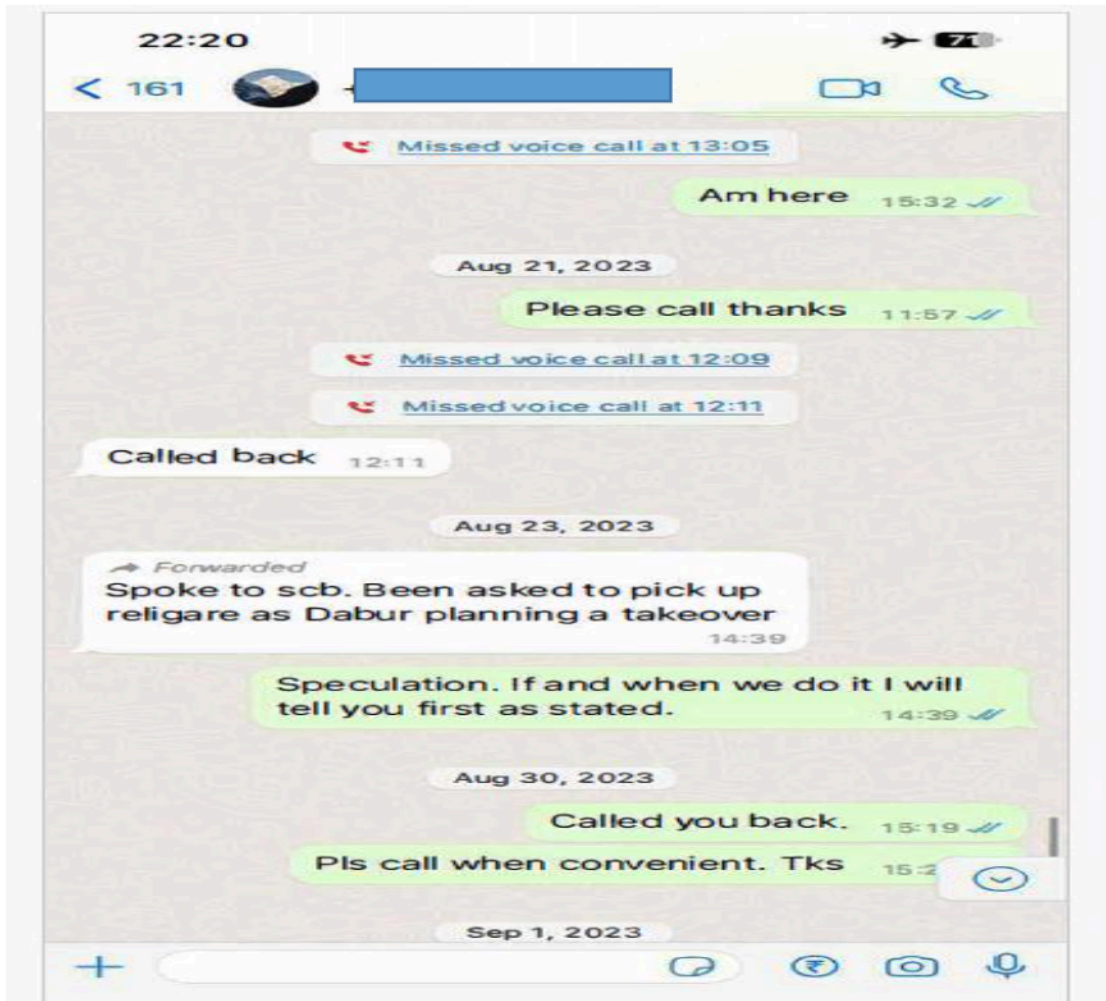 22:20
71
161
Missed voice call at 13:05
Am here 15:32
Aug 21, 2023
Please call thanks 11:57
Missed voice call at 12:09
Missed voice call at 12:11
Called back 12:11
Aug 23, 2023
Forwarded
Spoke to scb. Been asked to pick up
religare as Dabur planning a takeover
14:39
Speculation. If and when we do it I will
tell you first as stated. 14:39
Aug 30, 2023
Called you back. 15:19
Pls call when convenient. Tks
Sep 1, 2023
₹